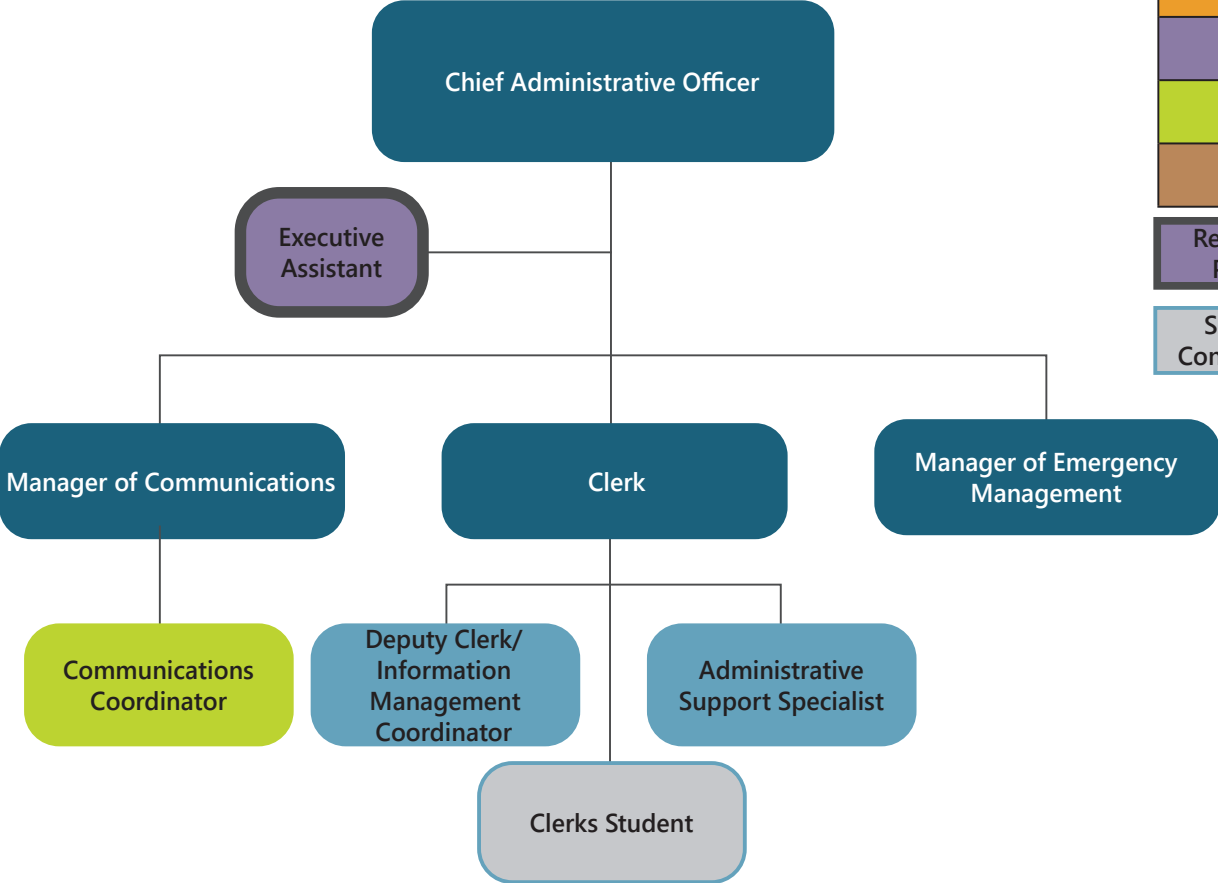 Chief Administrative Officer
Executive
Assistant
Manager of Communications
Clerk
Manager of Emergency
Management
Communications
Coordinator
Deputy Clerk/
Information
Management
Coordinator
Administrative
Support Specialist
Clerks Student